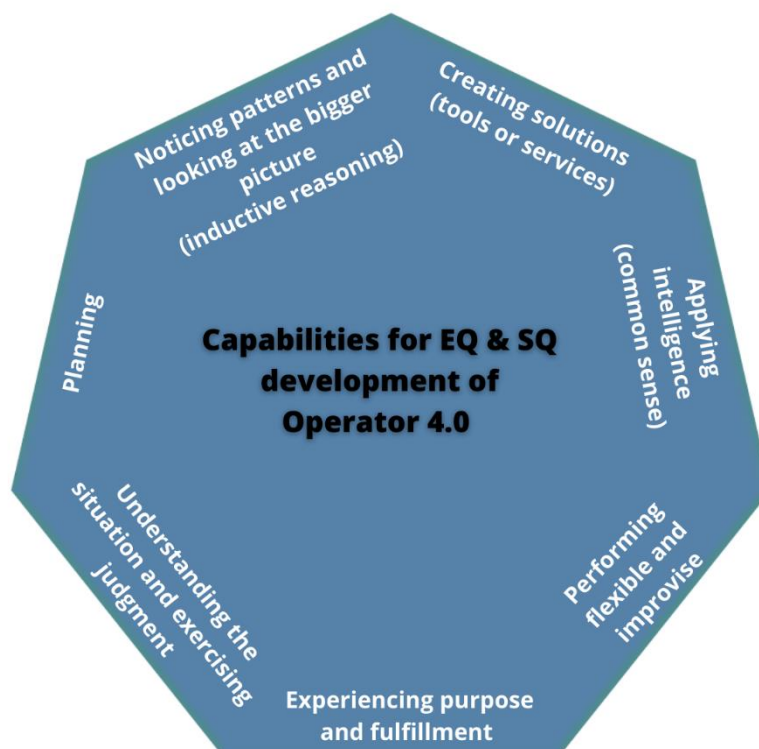 Noticing patterns and
looking at the bigger
picture
(inductive reasoning)
Creating solutions
(tools or services)
Applying
intelligence
(common sense)
Performing
flexible and
improvise
Experiencing purpose
and fulfillment
Understanding the
situation and exercising
judgment
Planning
Capabilities for EQ & SQ
development of
Operator 4.0